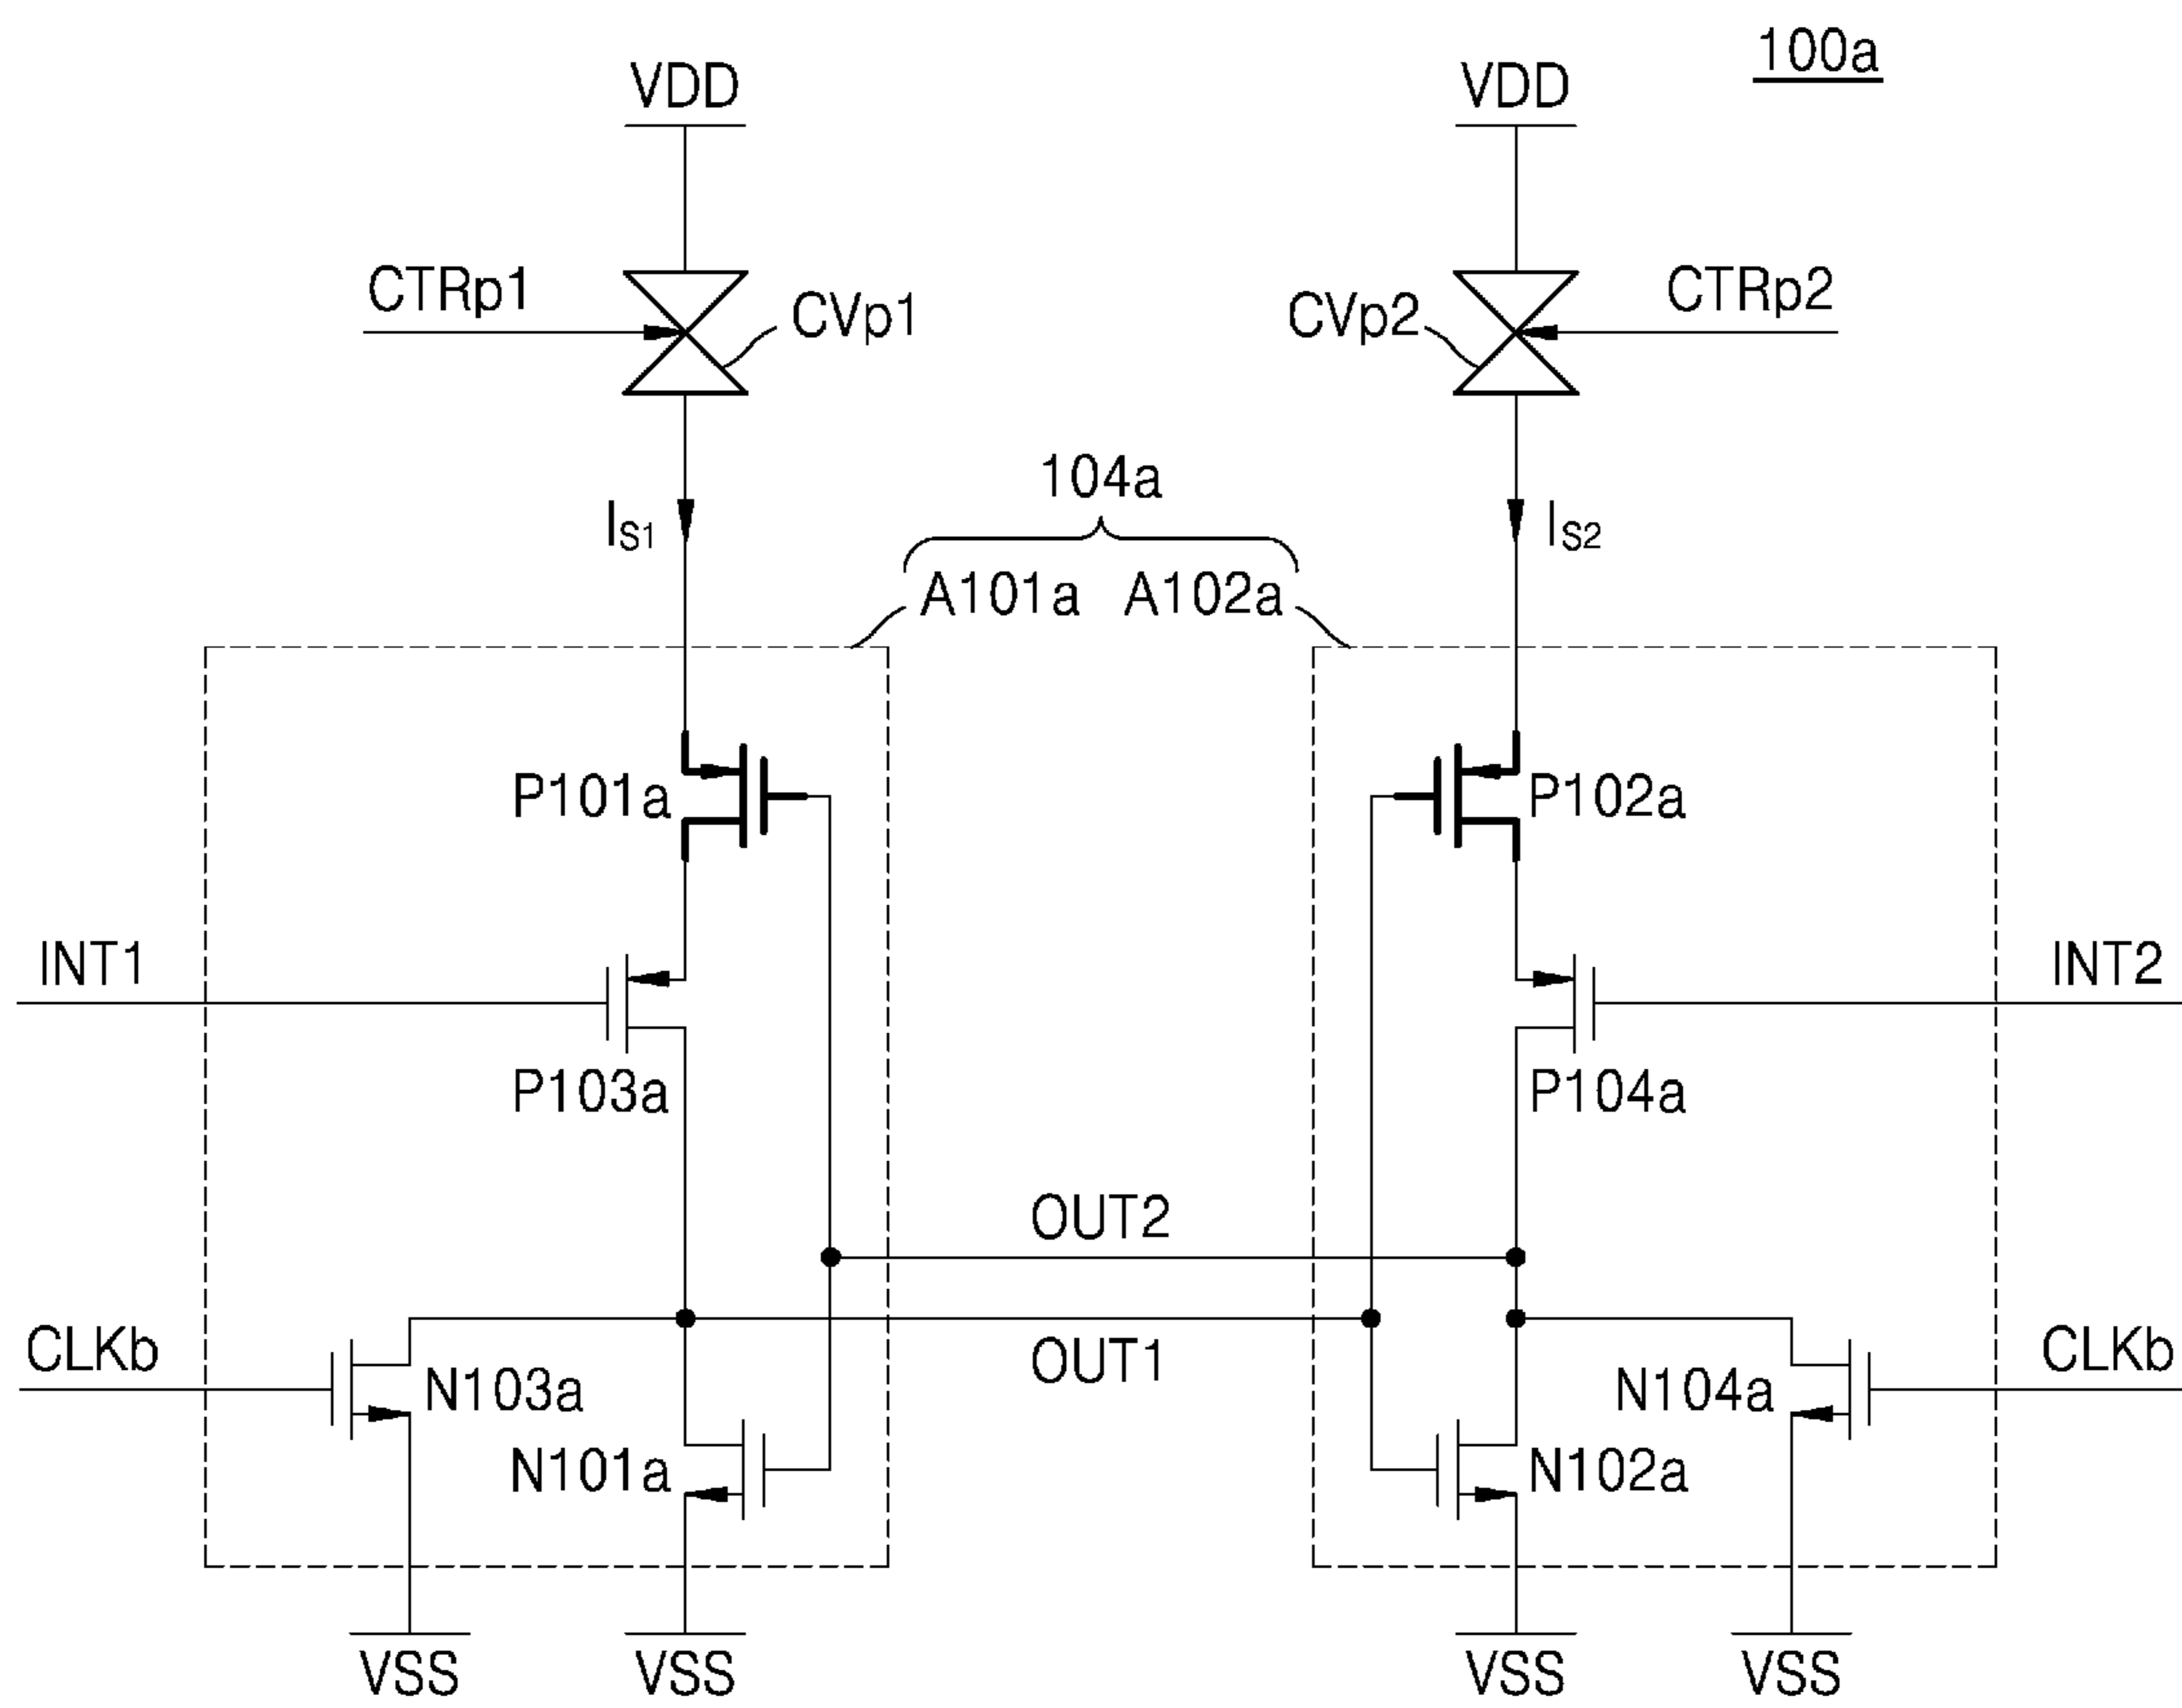 100a
VDD VDD
CTRp1 CVp1 CVp2 CTRp2
104a
IS1 IS2
A101a A102a
P101a P102a
INT1 INT2
P103a P104a
OUT2
CLKb OUT1 CLKb
N103a N104a
N101a N102a
VSS VSS VSS VSS